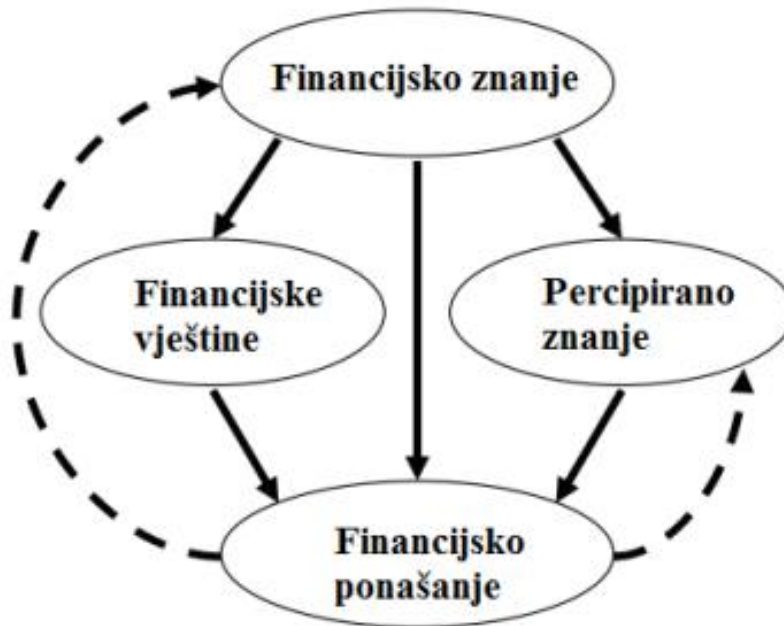 Financijsko znanje
Financijske
vještine
Percipirano
znanje
Financijsko
ponašanje